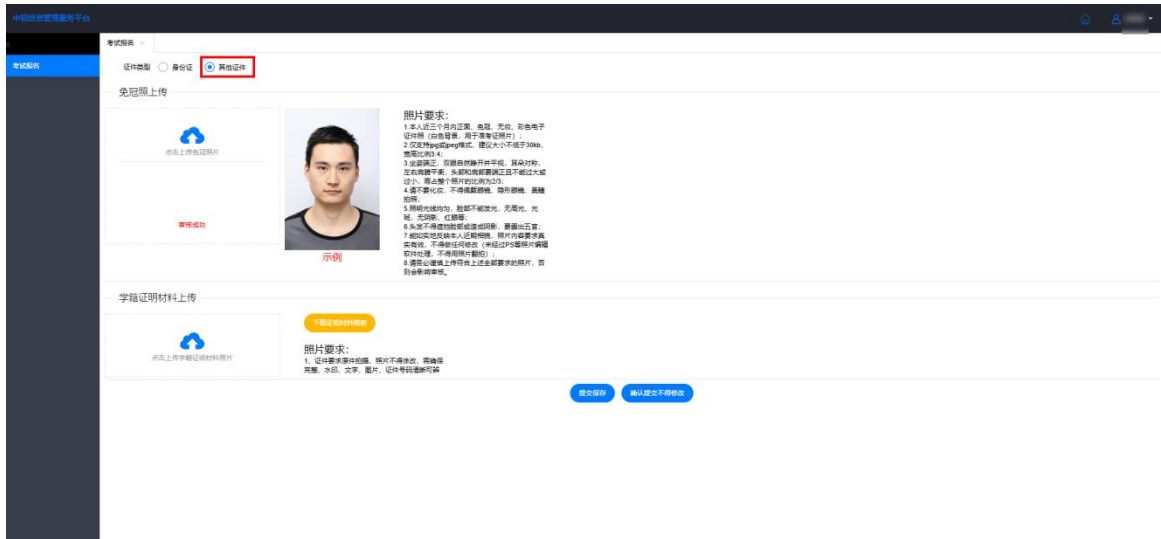 中招信息管理服务平台
考试报名 ×
考试报名
证件类型 身份证 其他证件
免冠照上传
点击上传免冠照片
审核成功
示例
照片要求:
1.本人近三个月内正面、免冠、无妆、彩色电子
证件照（白色背景，用于准考证照片）;
2.仅支持jpg或jpeg格式，建议大小不低于30kb,
宽高比例3:4;
3.坐姿端正，双眼自然睁开并平视，耳朵对称，
左右肩膀平衡，头部和肩部要端正且不能过大或
过小，需占整个照片的比例为2/3;
4.请不要化妆，不得佩戴眼镜、隐形眼镜、美瞳
拍照;
5.照明光线均匀，脸部不能发光，无高光、光
斑，无阴影、红眼等;
6.头发不得遮挡脸部或造成阴影，要露出五官;
7.能如实地反映本人近期相貌，照片内容要求真
实有效，不得做任何修改（未经过PS等照片编辑
软件处理，不得用照片翻拍）;
8.请务必谨慎上传符合上述全部要求的照片，否
则会影响审核。
学籍证明材料上传
点击上传学籍证明材料照片
下载证明材料模板
照片要求:
1、证件要求原件拍摄，照片不得涂改，需确保
完整、水印、文字、图片、证件号码清晰可辨
提交保存 确认提交不得修改